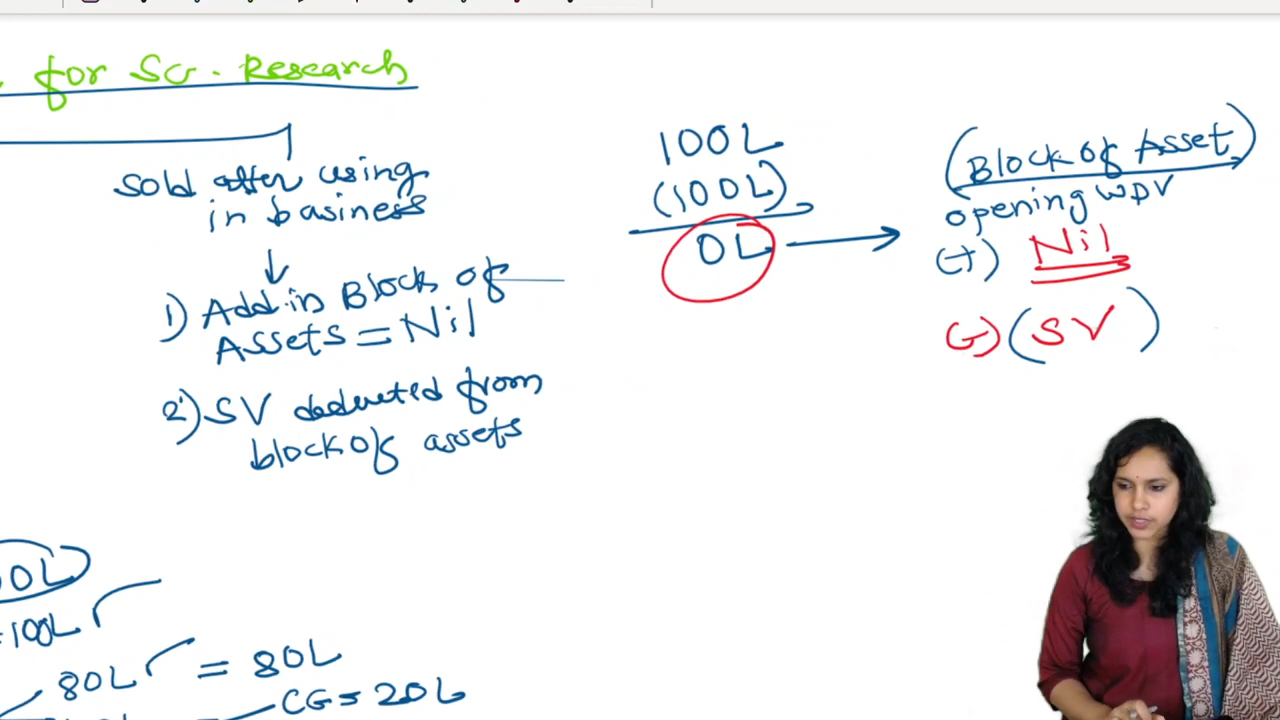 for Sc. Research
sold after using
in business
1) Add in Block of
Assets = Nil
2) SV deducted from
block of assets
100L
(100L)
0L
(Block of Asset)
opening WDV
(+) Nil
(-) (SV )
0L
=100L
80L = 80L
CG = 20L